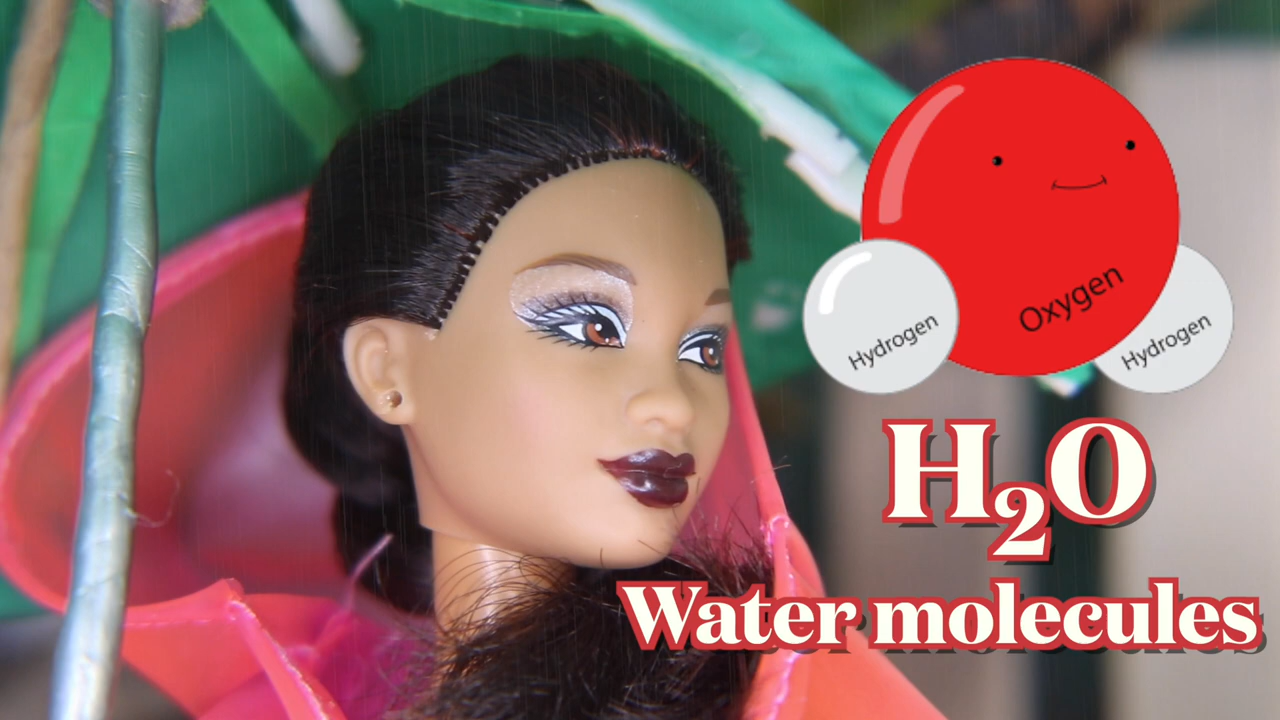 Oxygen
Hydrogen
Hydrogen
H₂O
Water molecules